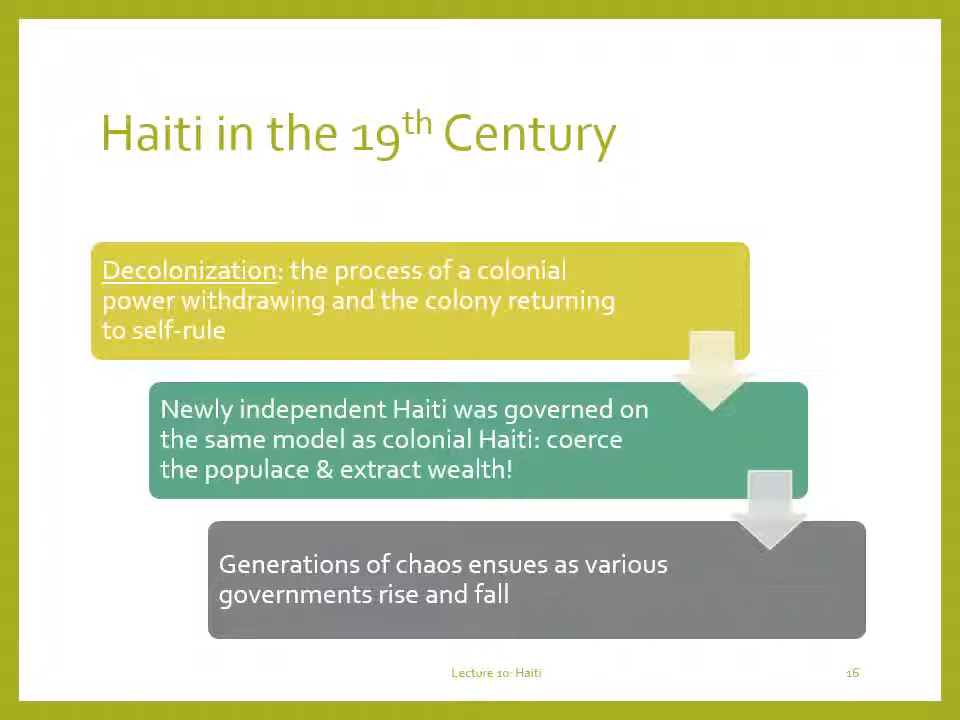 Haiti in the 19th Century
Decolonization: the process of a colonial
power withdrawing and the colony returning
to self-rule
Newly independent Haiti was governed on
the same model as colonial Haiti: coerce
the populace & extract wealth!
Generations of chaos ensues as various
governments rise and fall
Lecture 10: Haiti
16